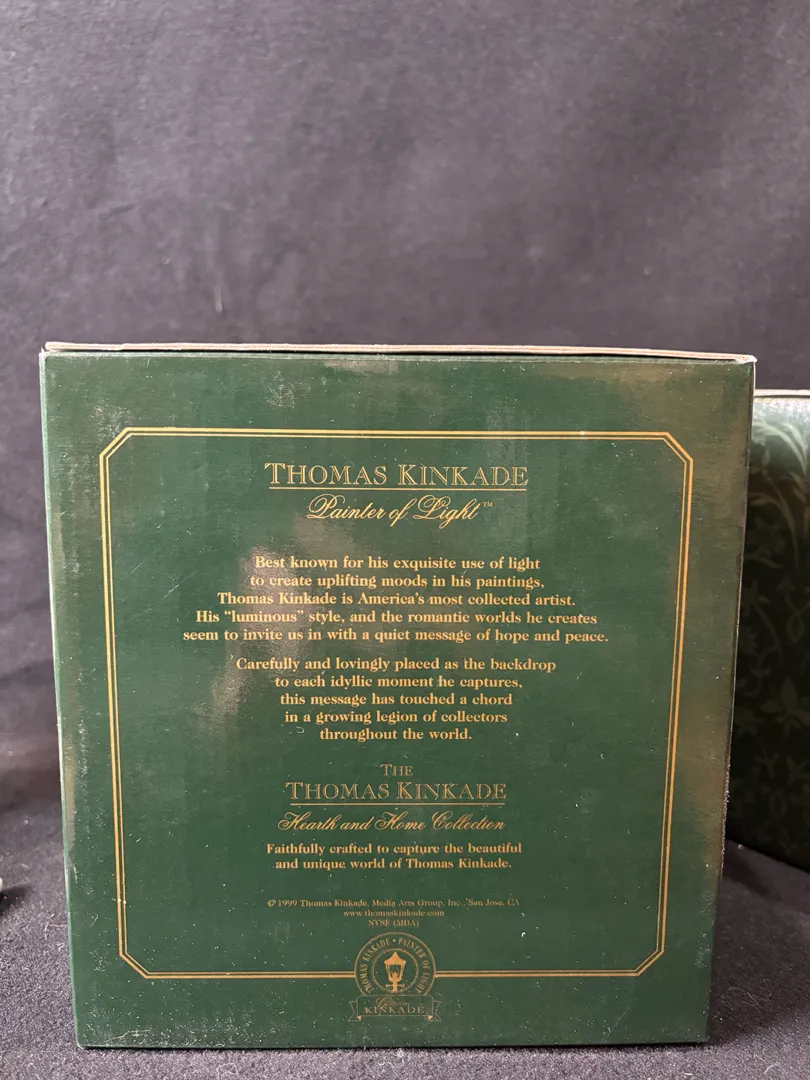 THOMAS KINKADE
Painter of Light™
Best known for his exquisite use of light
to create uplifting moods in his paintings,
Thomas Kinkade is America's most collected artist.
His "luminous" style, and the romantic worlds he creates
seem to invite us in with a quiet message of hope and peace.
Carefully and lovingly placed as the backdrop
to each idyllic moment he captures,
this message has touched a chord
in a growing legion of collectors
throughout the world.
THE
THOMAS KINKADE
Hearth and Home Collection
Faithfully crafted to capture the beautiful
and unique world of Thomas Kinkade.
© 1999 Thomas Kinkade, Media Arts Group, Inc., San Jose, CA
www.thomaskinkade.com
NYSE (MDA)
THOMAS KINKADE • PAINTER OF LIGHT
KINKADE